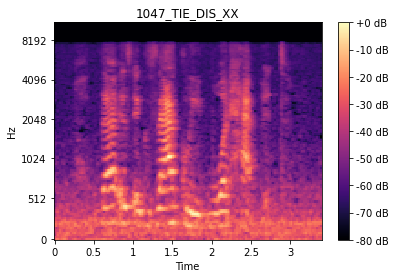 1047_TIE_DIS_XX
+0 dB
8192
-10 dB
4096
-20 dB
-30 dB
2048
Hz
-40 dB
1024
-50 dB
512
-60 dB
-70 dB
0
-80 dB
0 0.5 1 1.5 2 2.5 3
Time